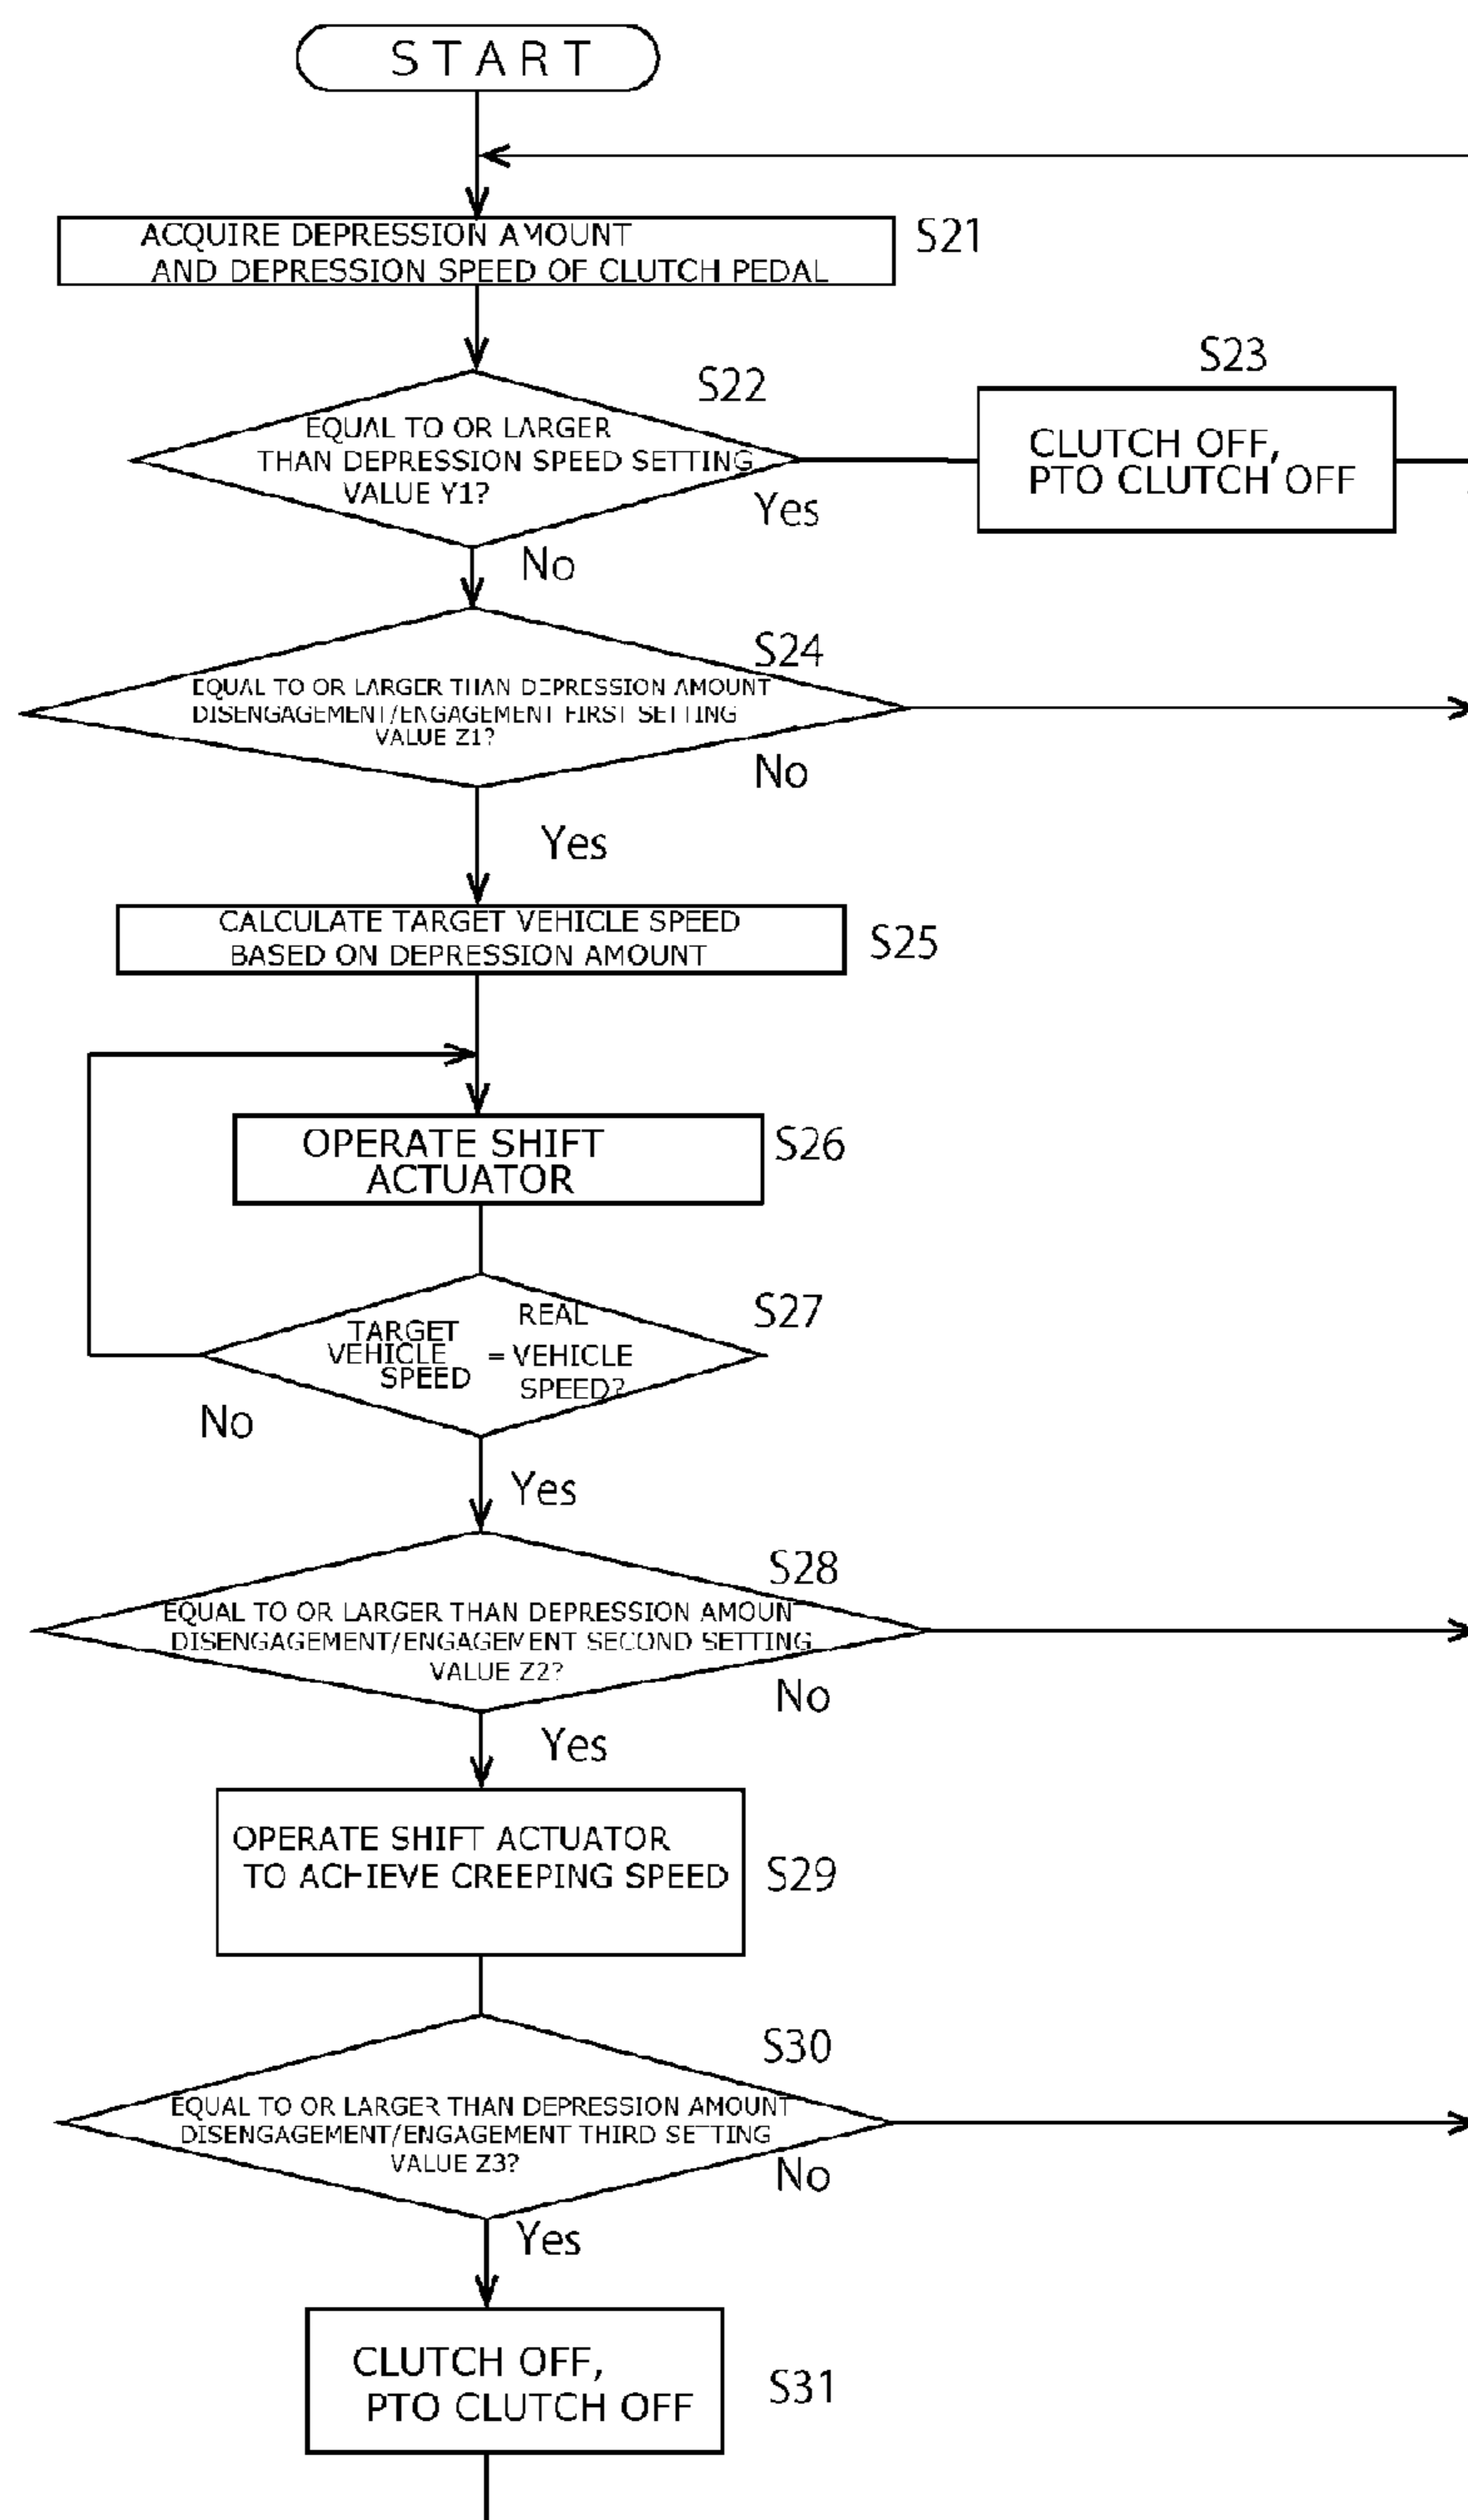 START
ACQUIRE DEPRESSION AMOUNT
AND DEPRESSION SPEED OF CLUTCH PEDAL
S21
S22
EQUAL TO OR LARGER
THAN DEPRESSION SPEED SETTING
VALUE Y1?
Yes
No
S23
CLUTCH OFF,
PTO CLUTCH OFF
S24
EQUAL TO OR LARGER THAN DEPRESSION AMOUNT
DISENGAGEMENT/ENGAGEMENT FIRST SETTING
VALUE Z1?
No
Yes
CALCULATE TARGET VEHICLE SPEED
BASED ON DEPRESSION AMOUNT
S25
OPERATE SHIFT
ACTUATOR
S26
S27
TARGET
VEHICLE
SPEED
=
REAL
VEHICLE
SPEED?
No
Yes
S28
EQUAL TO OR LARGER THAN DEPRESSION AMOUN
DISENGAGEMENT/ENGAGEMENT SECOND SETTING
VALUE Z2?
No
Yes
OPERATE SHIFT ACTUATOR
TO ACHIEVE CREEPING SPEED
S29
S30
EQUAL TO OR LARGER THAN DEPRESSION AMOUNT
DISENGAGEMENT/ENGAGEMENT THIRD SETTING
VALUE Z3?
No
Yes
CLUTCH OFF,
PTO CLUTCH OFF
S31